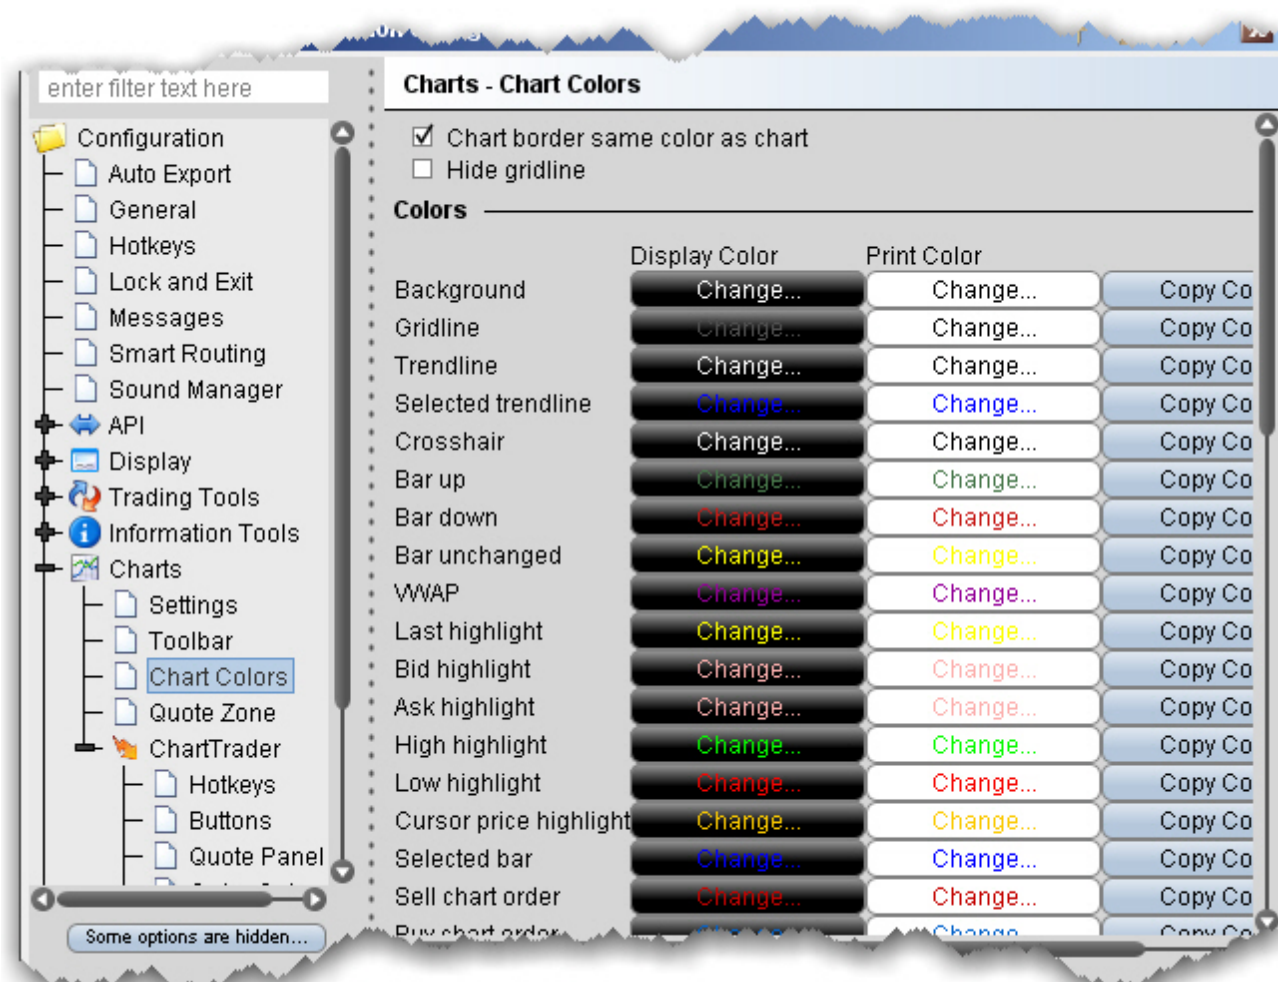 enter filter text here
Configuration
Auto Export
General
Hotkeys
Lock and Exit
Messages
Smart Routing
Sound Manager
API
Display
Trading Tools
Information Tools
Charts
Settings
Toolbar
Chart Colors
Quote Zone
ChartTrader
Hotkeys
Buttons
Quote Panel
Some options are hidden...
Charts - Chart Colors
Chart border same color as chart
Hide gridline
Colors
Display Color Print Color
Background Change... Change... Copy Co
Gridline Change... Change... Copy Co
Trendline Change... Change... Copy Co
Selected trendline Change... Change... Copy Co
Crosshair Change... Change... Copy Co
Bar up Change... Change... Copy Co
Bar down Change... Change... Copy Co
Bar unchanged Change... Change... Copy Co
VWAP Change... Change... Copy Co
Last highlight Change... Change... Copy Co
Bid highlight Change... Change... Copy Co
Ask highlight Change... Change... Copy Co
High highlight Change... Change... Copy Co
Low highlight Change... Change... Copy Co
Cursor price highlight Change... Change... Copy Co
Selected bar Change... Change... Copy Co
Sell chart order Change... Change... Copy Co
Buy chart order Change Copy Co